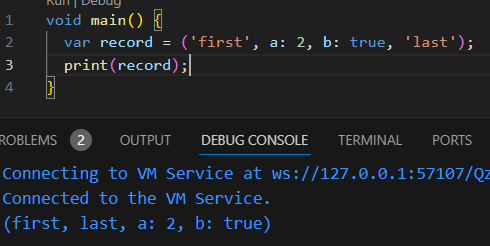 Run | Debug
1 void main() {
2 var record = ('first', a: 2, b: true, 'last');
3 print(record);
4 }
ROBLEMS 2 OUTPUT DEBUG CONSOLE TERMINAL PORTS
Connecting to VM Service at ws://127.0.0.1:57107/Qz
Connected to the VM Service.
(first, last, a: 2, b: true)